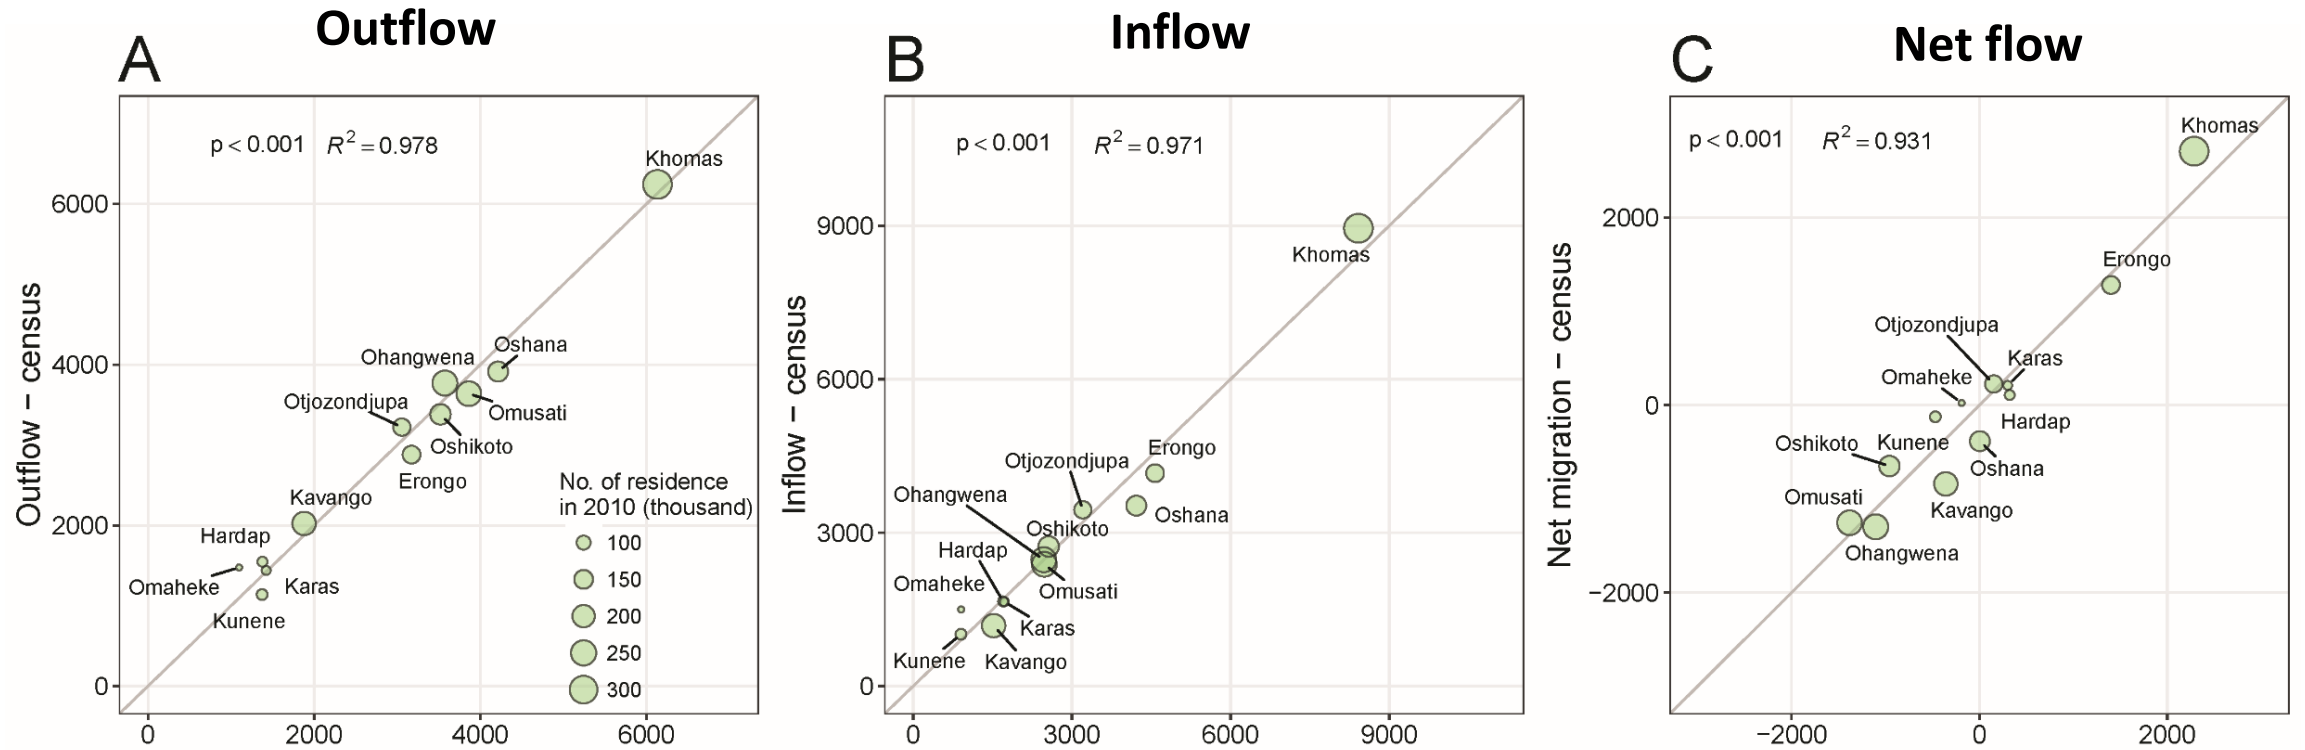 Outflow
A
p < 0.001 R² = 0.978
Khomas
Oshana
Ohangwena
Otjozondjupa
Omusati
Oshikoto
Erongo
Kavango
Hardap
Omaheke
Karas
Kunene
No. of residence
in 2010 (thousand)
100
150
200
250
300
Outflow − census
6000
4000
2000
0
0 2000 4000 6000
Inflow
B
p < 0.001 R² = 0.971
Khomas
Erongo
Otjozondjupa
Ohangwena
Oshana
Oshikoto
Hardap
Omaheke
Omusati
Karas
Kunene
Kavango
Inflow − census
9000
6000
3000
0
0 3000 6000 9000
Net flow
C
p < 0.001 R² = 0.931
Khomas
Erongo
Otjozondjupa
Karas
Omaheke
Hardap
Oshikoto
Kunene
Oshana
Omusati
Kavango
Ohangwena
Net migration − census
2000
0
−2000
−2000 0 2000